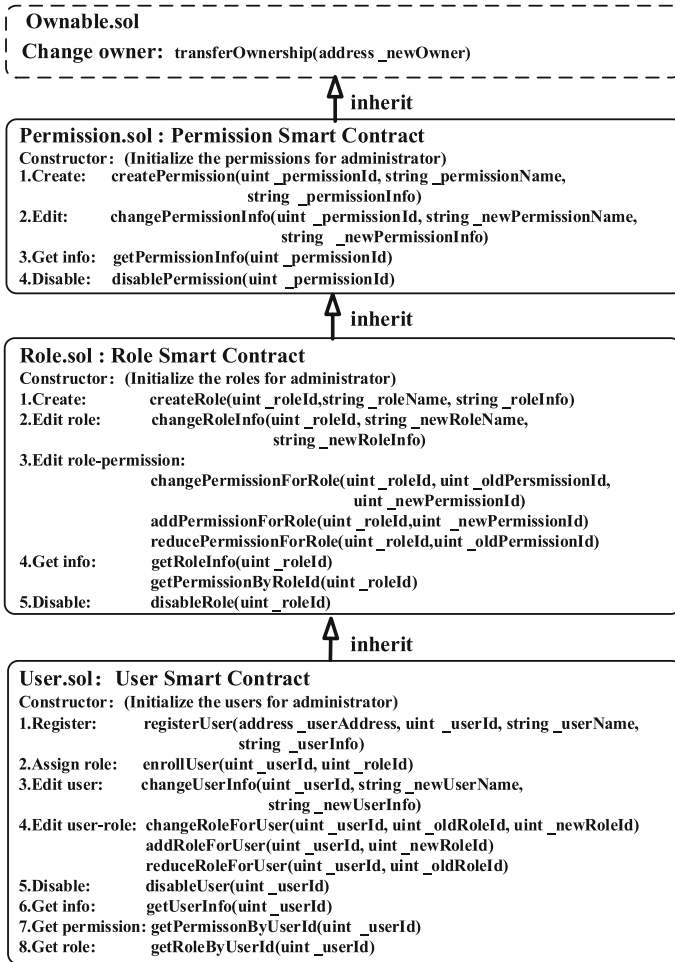 Ownable.sol
Change owner: transferOwnership(address _newOwner)
inherit
Permission.sol : Permission Smart Contract
Constructor: (Initialize the permissions for administrator)
1.Create: createPermission(uint _permissionId, string _permissionName,
string _permissionInfo)
2.Edit: changePermissionInfo(uint _permissionId, string _newPermissionName,
string _newPermissionInfo)
3.Get info: getPermissionInfo(uint _permissionId)
4.Disable: disablePermission(uint _permissionId)
inherit
Role.sol : Role Smart Contract
Constructor: (Initialize the roles for administrator)
1.Create: createRole(uint _roleId,string _roleName, string _roleInfo)
2.Edit role: changeRoleInfo(uint _roleId, string _newRoleName,
string _newRoleInfo)
3.Edit role-permission:
changePermissionForRole(uint _roleId, uint _oldPersmissionId,
uint _newPermissionId)
addPermissionForRole(uint _roleId,uint _newPermissionId)
reducePermissionForRole(uint _roleId,uint _oldPermissionId)
4.Get info: getRoleInfo(uint _roleId)
getPermissionByRoleId(uint _roleId)
5.Disable: disableRole(uint _roleId)
inherit
User.sol: User Smart Contract
Constructor: (Initialize the users for administrator)
1.Register: registerUser(address _userAddress, uint _userId, string _userName,
string _userInfo)
2.Assign role: enrollUser(uint _userId, uint _roleId)
3.Edit user: changeUserInfo(uint _userId, string _newUserName,
string _newUserInfo)
4.Edit user-role: changeRoleForUser(uint _userId, uint _oldRoleId, uint _newRoleId)
addRoleForUser(uint _userId, uint _newRoleId)
reduceRoleForUser(uint _userId, uint _oldRoleId)
5.Disable: disableUser(uint _userId)
6.Get info: getUserInfo(uint _userId)
7.Get permission: getPermissonByUserId(uint _userId)
8.Get role: getRoleByUserId(uint _userId)